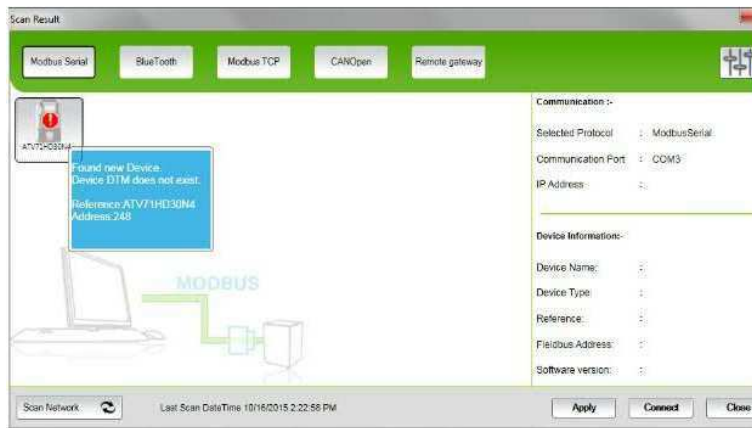 Scan Result
Modbus Serial
BlueTooth
Modbus TCP
CANOpen
Remote gateway
ATV71HD30N4
Found new Device.
Device DTM does not exist.
Reference:ATV71HD30N4
Address:248
MODBUS
Communication :-
Selected Protocol : ModbusSerial
Communication Port : COM3
IP Address :
Device Information:-
Device Name: :
Device Type :
Reference: :
Fieldbus Address: :
Software version: :
Scan Network
Last Scan DateTime 10/16/2015 2:22:58 PM
Apply
Connect
Close